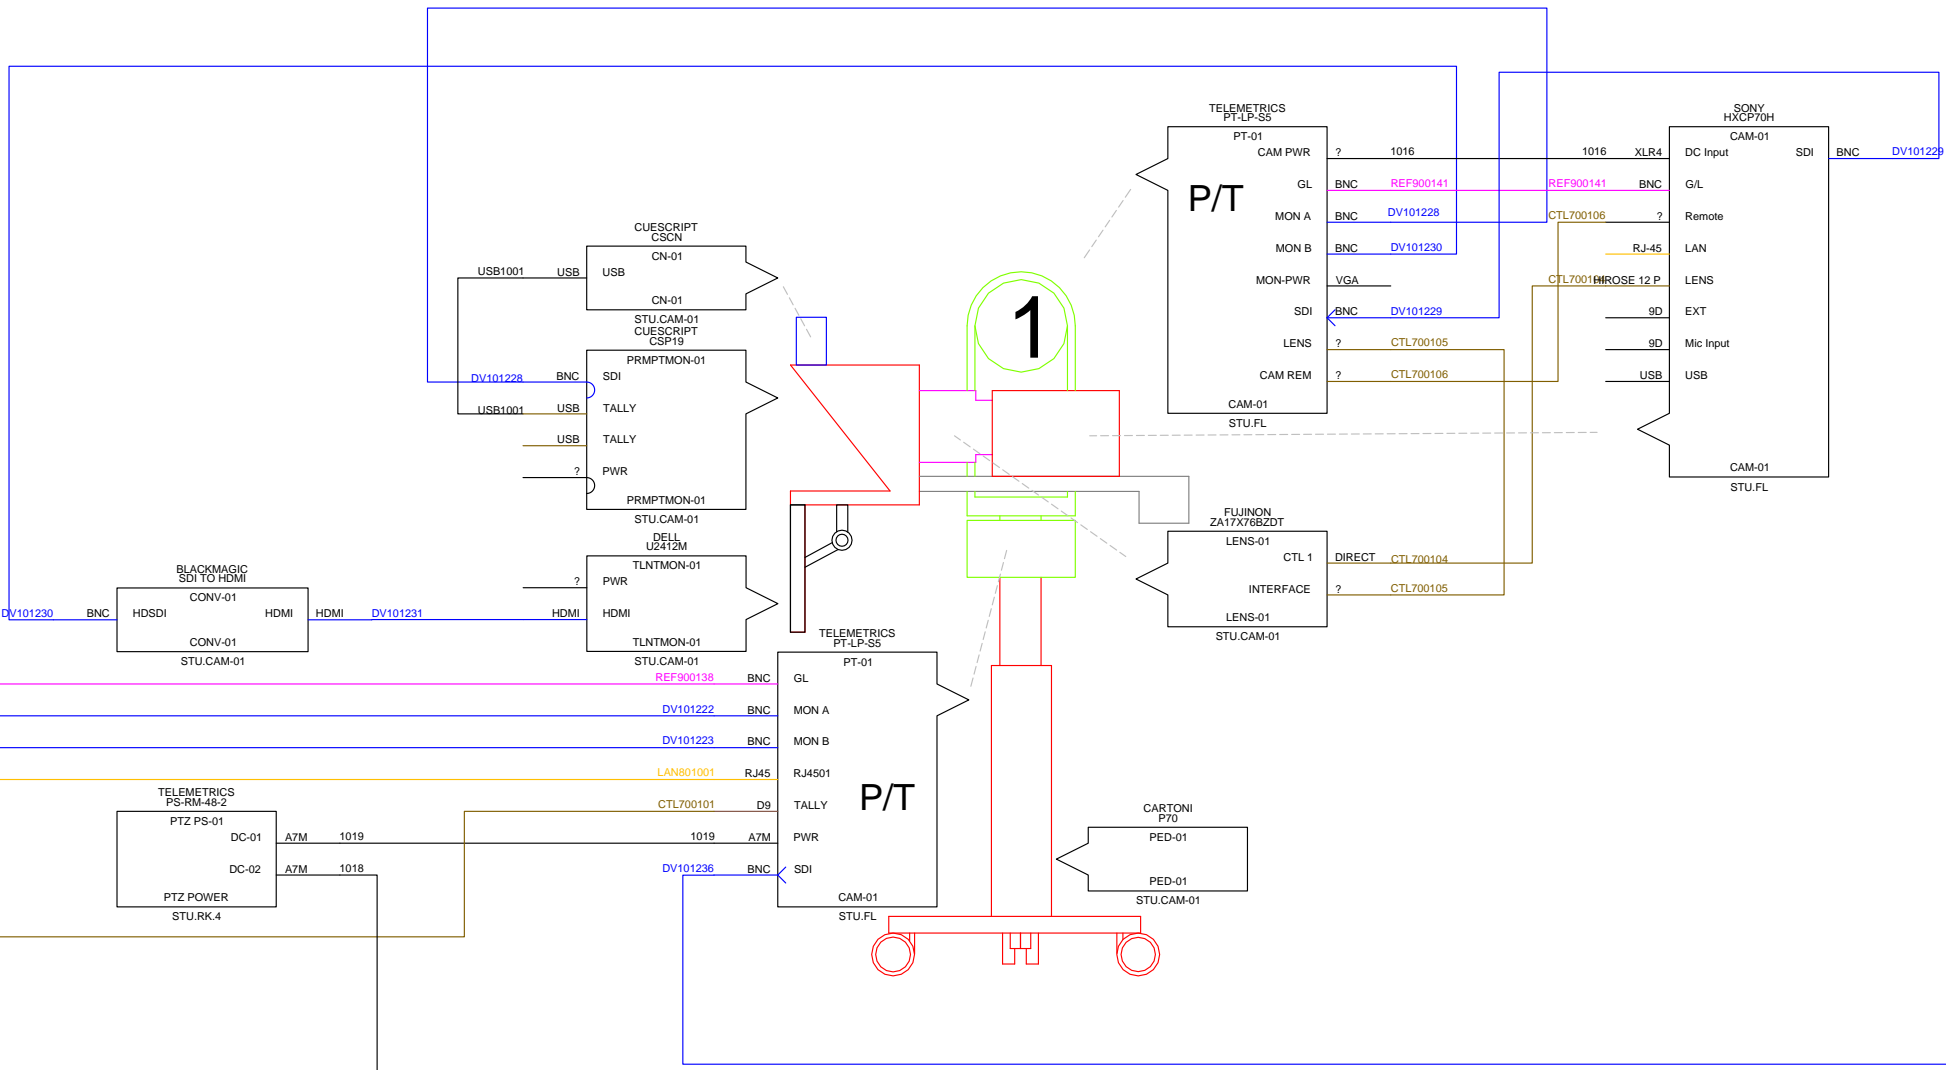 TELEMETRICS
PT-LP-S5
PT-01
CAM PWR ? 1016
GL BNC REF900141
MON A BNC DV101228
MON B BNC DV101230
MON-PWR VGA
SDI BNC DV101229
LENS ? CTL700105
CAM REM ? CTL700106
P/T
CAM-01
STU.FL
SONY
HXCP70H
CAM-01
1016 XLR4 DC Input SDI BNC DV101229
REF900141 BNC G/L
CTL700106 ? Remote
RJ-45 LAN
HIROSE 12 P LENS
9D EXT
9D Mic Input
USB USB
CAM-01
STU.FL
CUESCRIPT
CSCN
CN-01
USB1001 USB USB
CN-01
STU.CAM-01
CUESCRIPT
CSP19
PRMPTMON-01
DV101228 BNC SDI
USB1001 USB TALLY
USB TALLY
? PWR
PRMPTMON-01
STU.CAM-01
1
DELL
U2412M
TLNTMON-01
? PWR
HDMI HDMI
TLNTMON-01
STU.CAM-01
BLACKMAGIC
SDI TO HDMI
CONV-01
DV101230 BNC HDSDI HDMI HDMI DV101231
CONV-01
STU.CAM-01
FUJINON
ZA17X76BZDT
LENS-01
CTL 1 DIRECT CTL700104
INTERFACE ? CTL700105
LENS-01
STU.CAM-01
TELEMETRICS
PT-LP-S5
PT-01
REF900138 BNC GL
DV101222 BNC MON A
DV101223 BNC MON B
LAN801001 RJ45 RJ4501
CTL700101 D9 TALLY
1019 A7M PWR
DV101236 BNC SDI
P/T
CAM-01
STU.FL
TELEMETRICS
PS-RM-48-2
PTZ PS-01
DC-01 A7M 1019
DC-02 A7M 1018
PTZ POWER
STU.RK.4
CARTONI
P70
PED-01
PED-01
STU.CAM-01